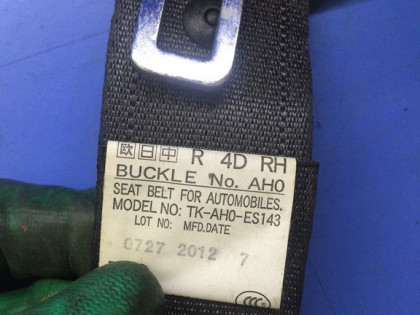 欧 日 中 R 4D RH
BUCKLE No. AH0
SEAT BELT FOR AUTOMOBILES.
MODEL NO: TK-AH0-ES143
LOT NO: MFD.DATE
0727 2012 7
CCC